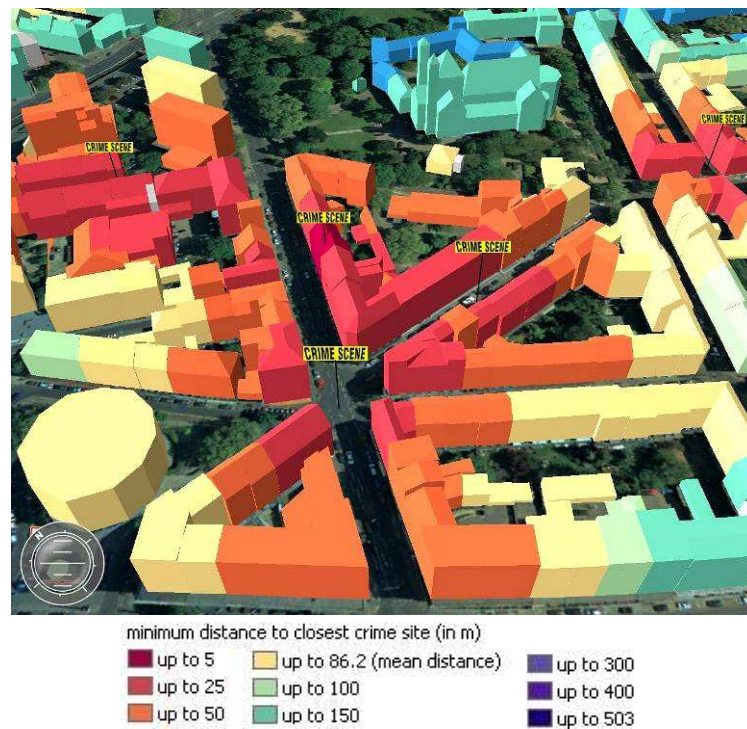 CRIME SCENE
CRIME SCENE
CRIME SCENE
CRIME SCENE
CRIME SCENE
N
minimum distance to closest crime site (in m)
up to 5
up to 86.2 (mean distance)
up to 300
up to 25
up to 100
up to 400
up to 50
up to 150
up to 503